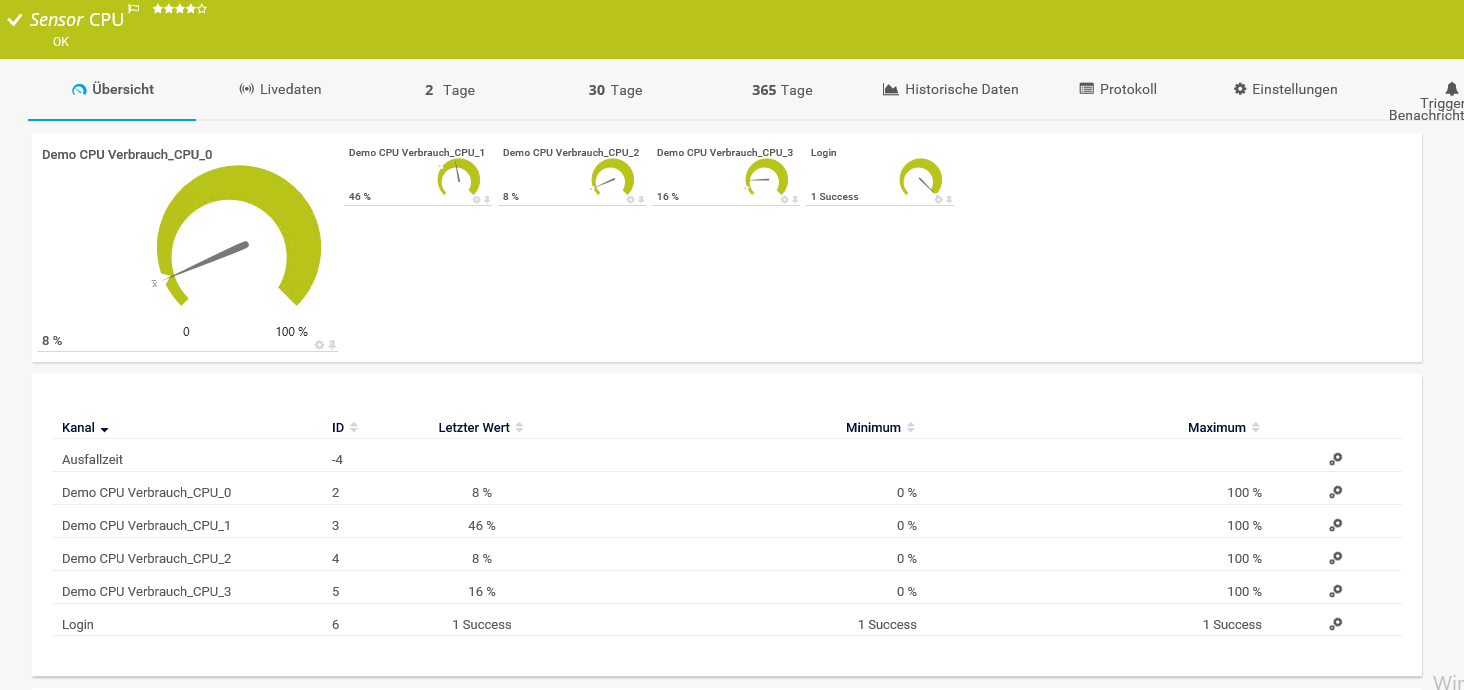 Sensor CPU
OK
Übersicht Livedaten 2 Tage 30 Tage 365 Tage Historische Daten Protokoll Einstellungen Trigger
Benachricht
Demo CPU Verbrauch_CPU_0
0 100 %
8 %
Demo CPU Verbrauch_CPU_1
46 %
Demo CPU Verbrauch_CPU_2
8 %
Demo CPU Verbrauch_CPU_3
16 %
Login
1 Success
Kanal ID Letzter Wert Minimum Maximum
Ausfallzeit -4
Demo CPU Verbrauch_CPU_0 2 8 % 0 % 100 %
Demo CPU Verbrauch_CPU_1 3 46 % 0 % 100 %
Demo CPU Verbrauch_CPU_2 4 8 % 0 % 100 %
Demo CPU Verbrauch_CPU_3 5 16 % 0 % 100 %
Login 6 1 Success 1 Success 1 Success
Win